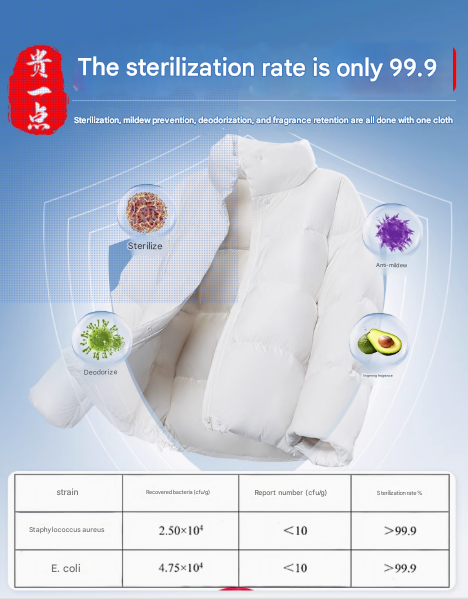 贵一点
The sterilization rate is only 99.9
Sterilization, mildew prevention, deodorization, and fragrance retention are all done with one cloth
Sterilize
Anti-mildew
Deodorize
strain Recovered bacteria (cfu/g) Report number (cfu/g) Sterilization rate %
Staphylococcus aureus 2.50×10⁴ <10 >99.9
E. coli 4.75×10⁴ <10 >99.9